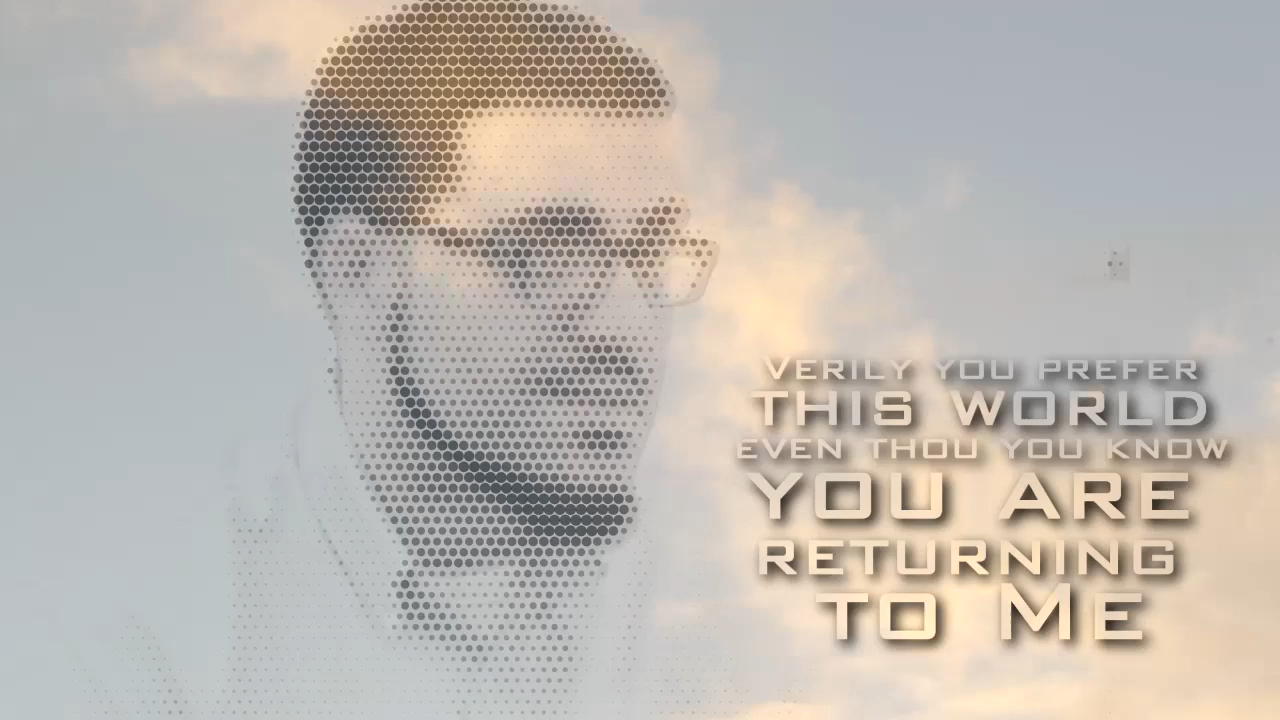 Verily you prefer
this world
even thou you know
you are
returning
to Me